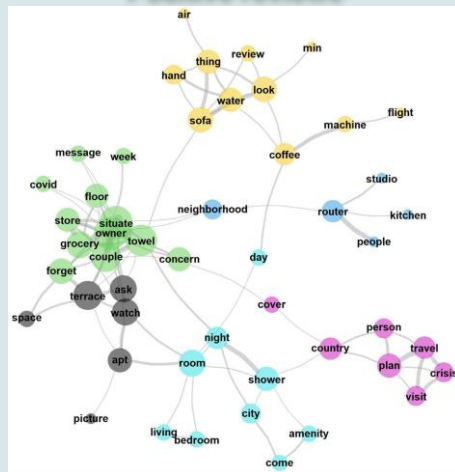 air
thing
review
min
hand
look
water
sofa
flight
machine
message
week
coffee
covid
studio
floor
neighborhood
router
kitchen
store
situate
owner
towel
people
grocery
couple
concern
day
forget
ask
terrace
cover
watch
space
person
night
country
travel
apt
room
plan
crisis
shower
visit
picture
city
living
bedroom
amenity
come